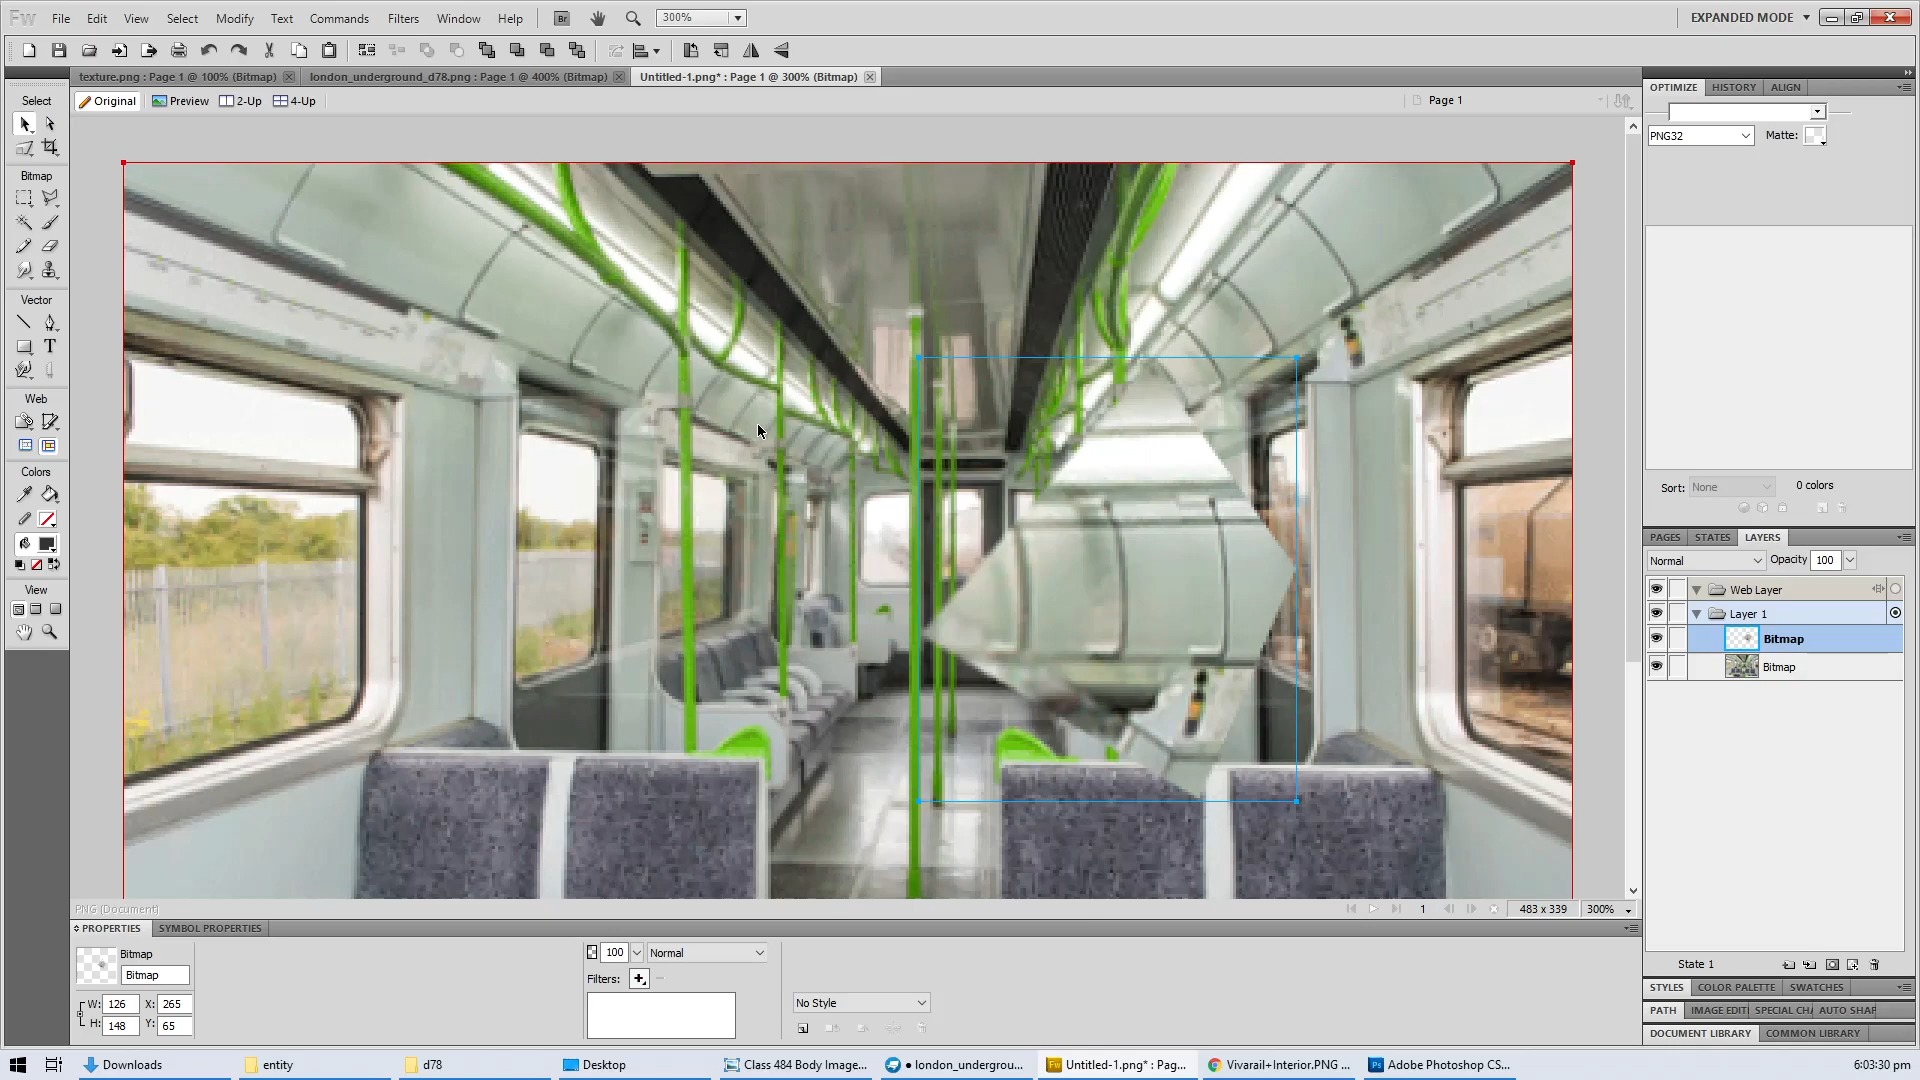 Fw File Edit View Select Modify Text Commands Filters Window Help Br 300% EXPANDED MODE
texture.png : Page 1 @ 100% (Bitmap) london_underground_d78.png : Page 1 @ 400% (Bitmap) Untitled-1.png* : Page 1 @ 300% (Bitmap)
Original Preview 2-Up 4-Up Page 1
Select
Bitmap
Vector
T
Web
Colors
View
OPTIMIZE HISTORY ALIGN
PNG32 Matte:
Sort: None 0 colors
PAGES STATES LAYERS
Normal Opacity 100
Web Layer
Layer 1
Bitmap
Bitmap
State 1
STYLES COLOR PALETTE SWATCHES
PATH IMAGE EDITI SPECIAL CHA AUTO SHAP
DOCUMENT LIBRARY COMMON LIBRARY
PNG (Document) 1 483 x 339 300%
PROPERTIES SYMBOL PROPERTIES
Bitmap
Bitmap
W: 126 X: 265
H: 148 Y: 65
100 Normal
Filters:
No Style
Downloads entity d78 Desktop Class 484 Body Image... • london_undergrou... Fw Untitled-1.png* : Pag... Vivarail+Interior.PNG ... Ps Adobe Photoshop CS... 6:03:30 pm